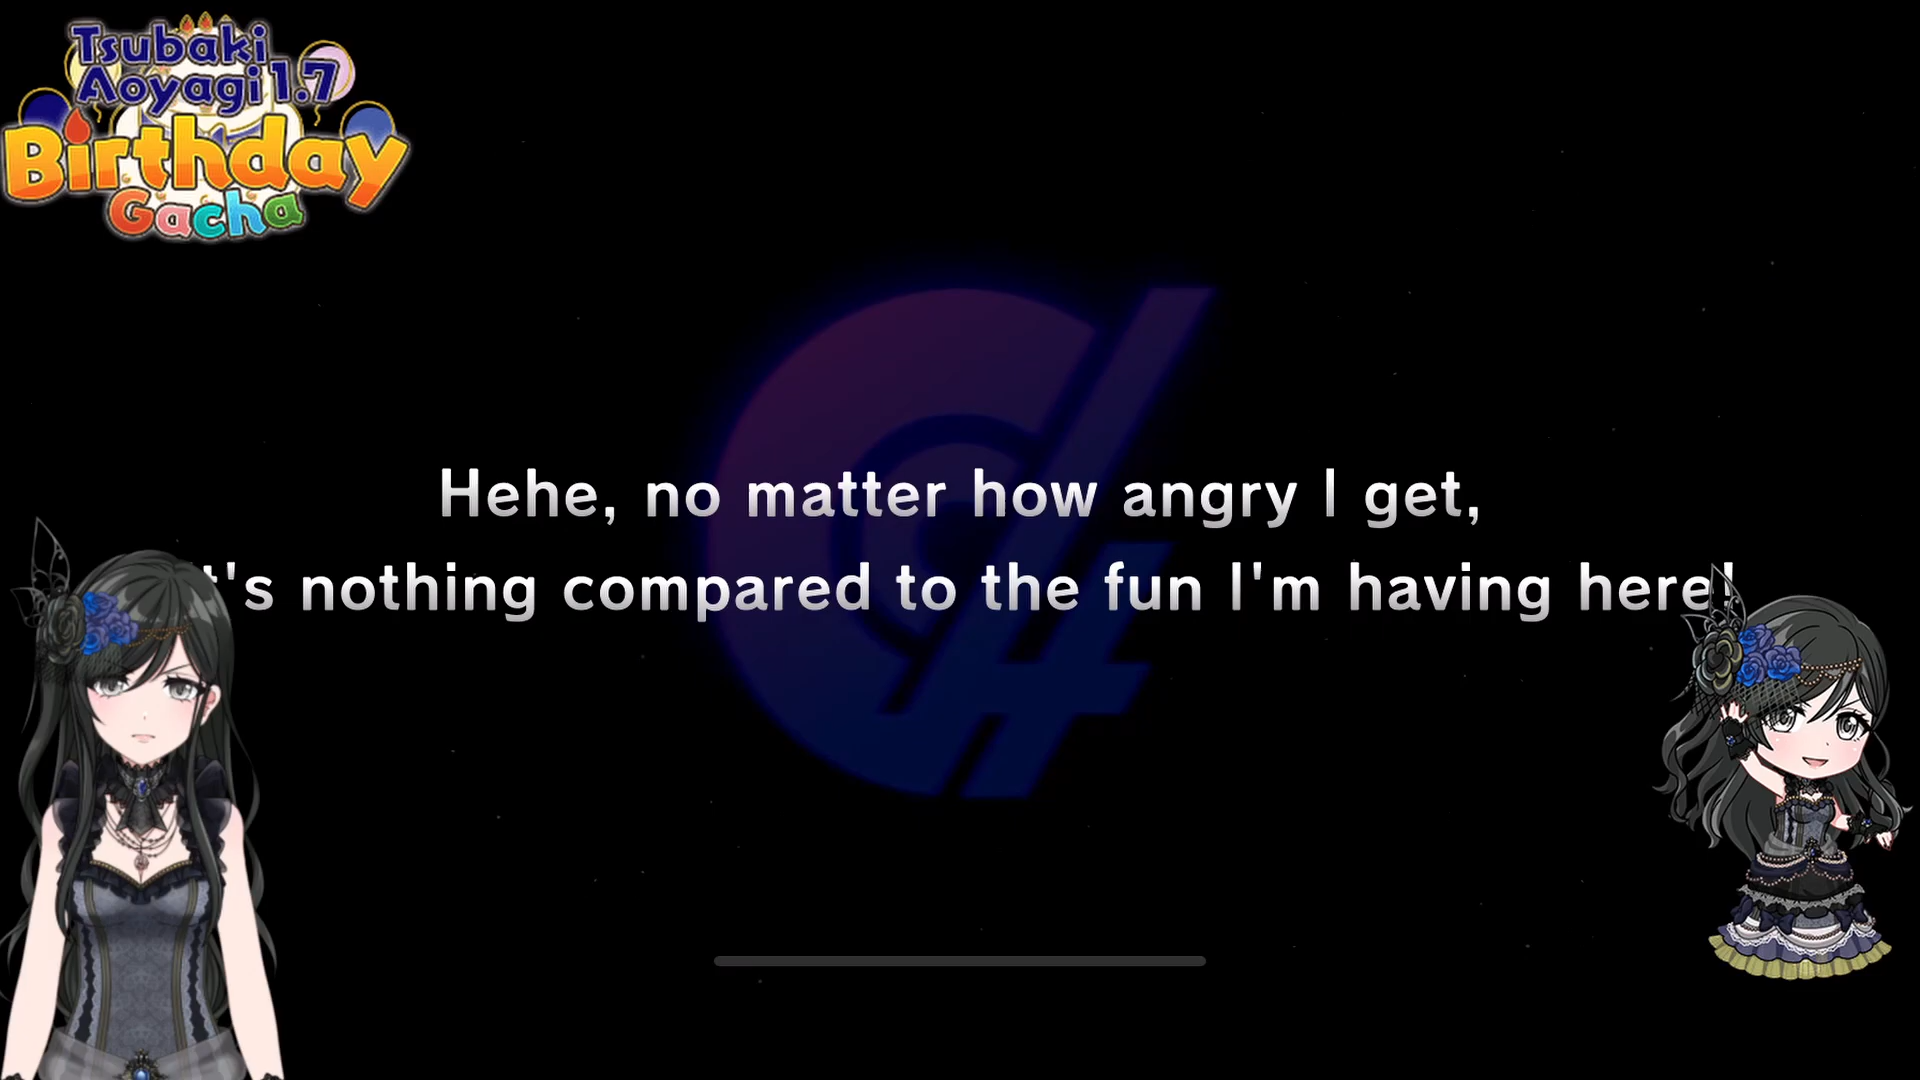 Tsubaki
Aoyagi 1.7
Birthday
Gacha
Hehe, no matter how angry I get,
t's nothing compared to the fun I'm having here!